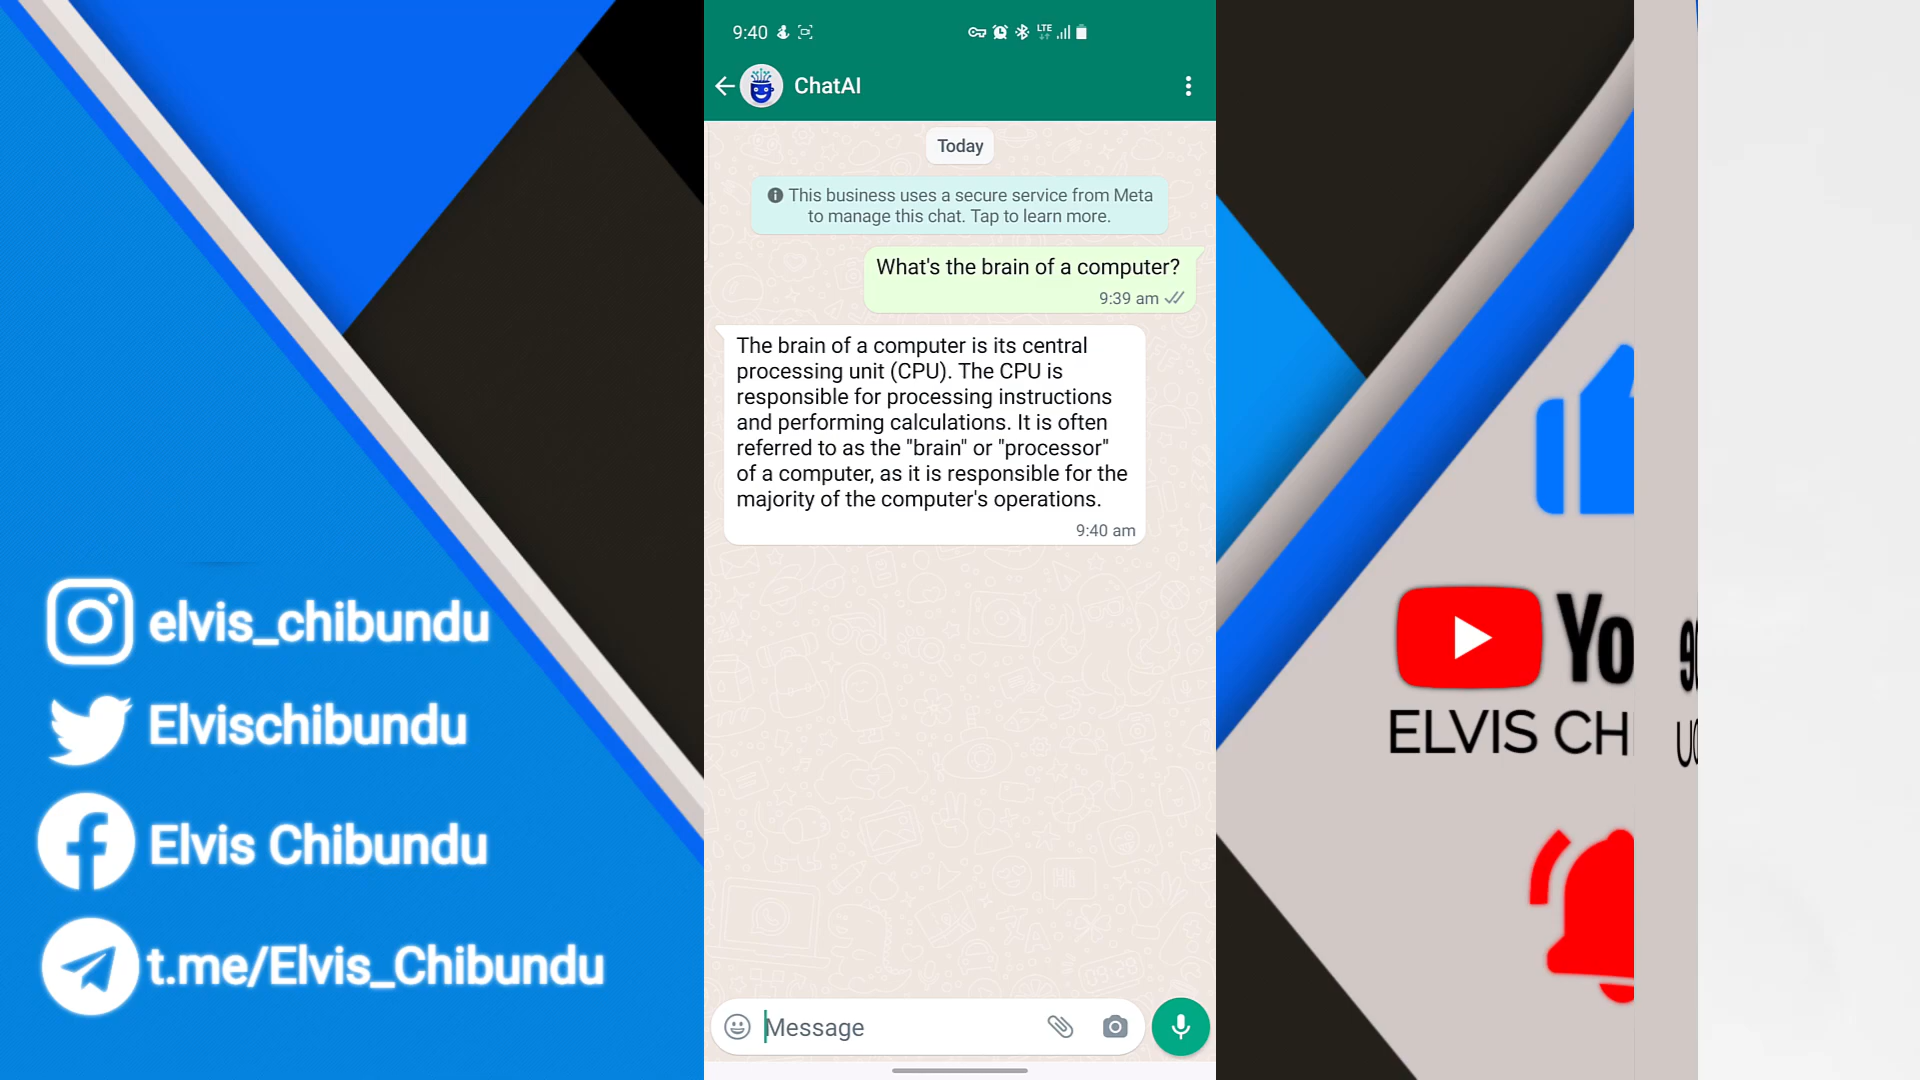 9:40
LTE
ChatAI
Today
This business uses a secure service from Meta
to manage this chat. Tap to learn more.
What's the brain of a computer?
9:39 am
The brain of a computer is its central
processing unit (CPU). The CPU is
responsible for processing instructions
and performing calculations. It is often
referred to as the "brain" or "processor"
of a computer, as it is responsible for the
majority of the computer's operations.
9:40 am
Message
elvis_chibundu
Elvischibundu
Elvis Chibundu
t.me/Elvis_Chibundu
Yo
ELVIS CH